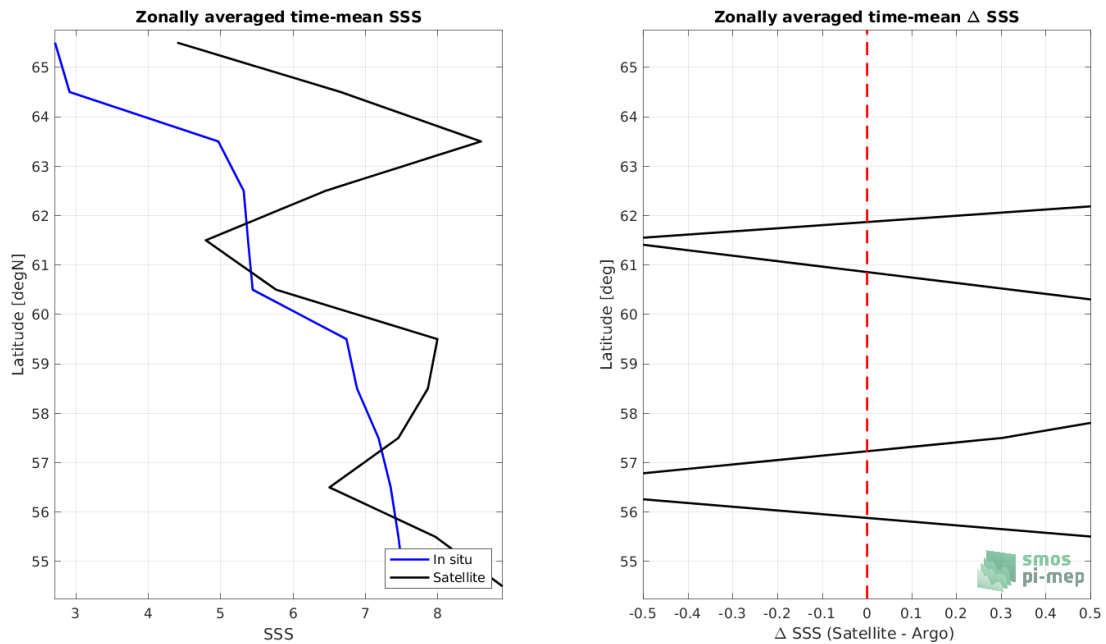 Zonally averaged time-mean SSS
65
64
63
62
61
60
59
58
57
56
55
Latitude [degN]
3 4 5 6 7 8
SSS
In situ
Satellite
Zonally averaged time-mean Δ SSS
65
64
63
62
61
60
59
58
57
56
55
Latitude [deg]
-0.5 -0.4 -0.3 -0.2 -0.1 0 0.1 0.2 0.3 0.4 0.5
Δ SSS (Satellite - Argo)
smos
pi-mep